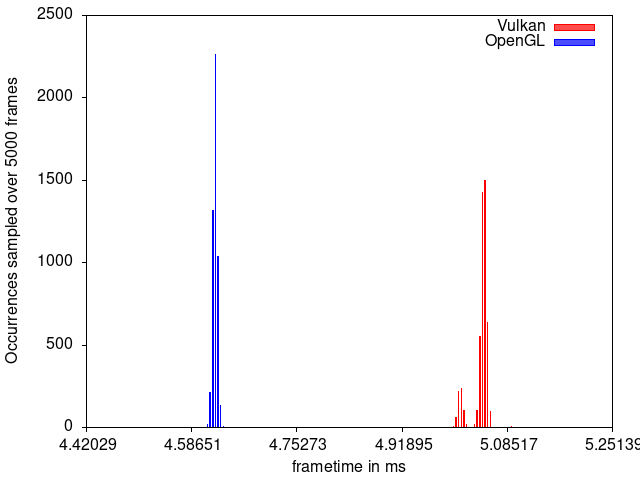 2500
Vulkan
OpenGL
2000
1500
1000
500
0
Occurrences sampled over 5000 frames
4.42029 4.58651 4.75273 4.91895 5.08517 5.25139
frametime in ms